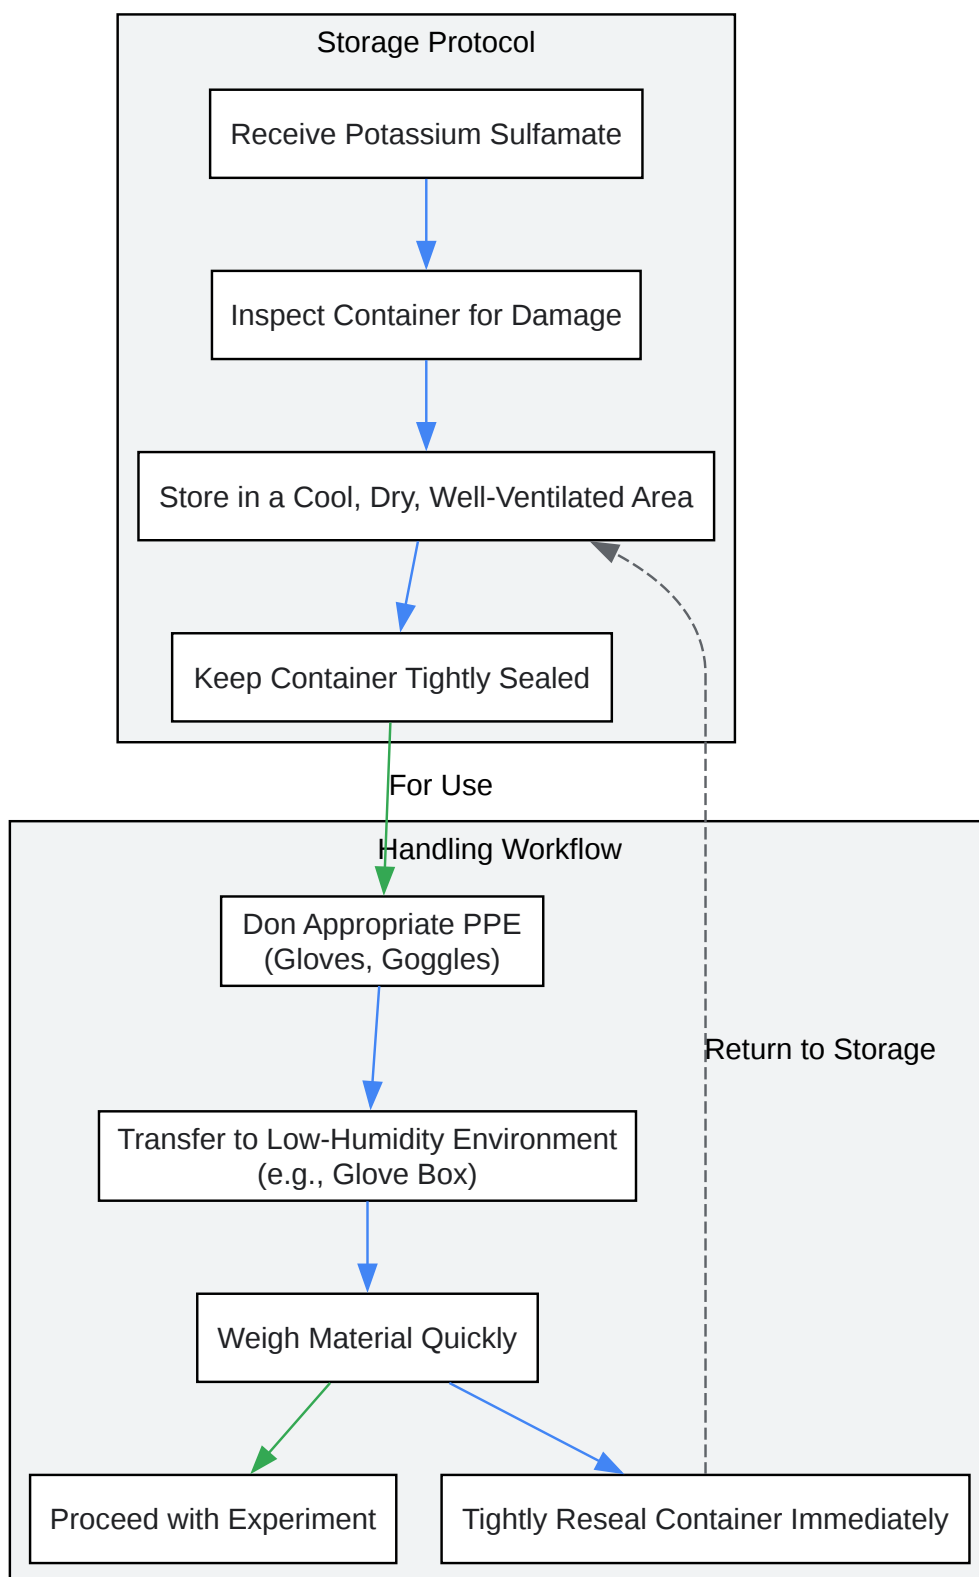 Storage Protocol
Receive Potassium Sulfamate
Inspect Container for Damage
Store in a Cool, Dry, Well-Ventilated Area
Keep Container Tightly Sealed
For Use
Handling Workflow
Don Appropriate PPE
(Gloves, Goggles)
Return to Storage
Transfer to Low-Humidity Environment
(e.g., Glove Box)
Weigh Material Quickly
Proceed with Experiment
Tightly Reseal Container Immediately